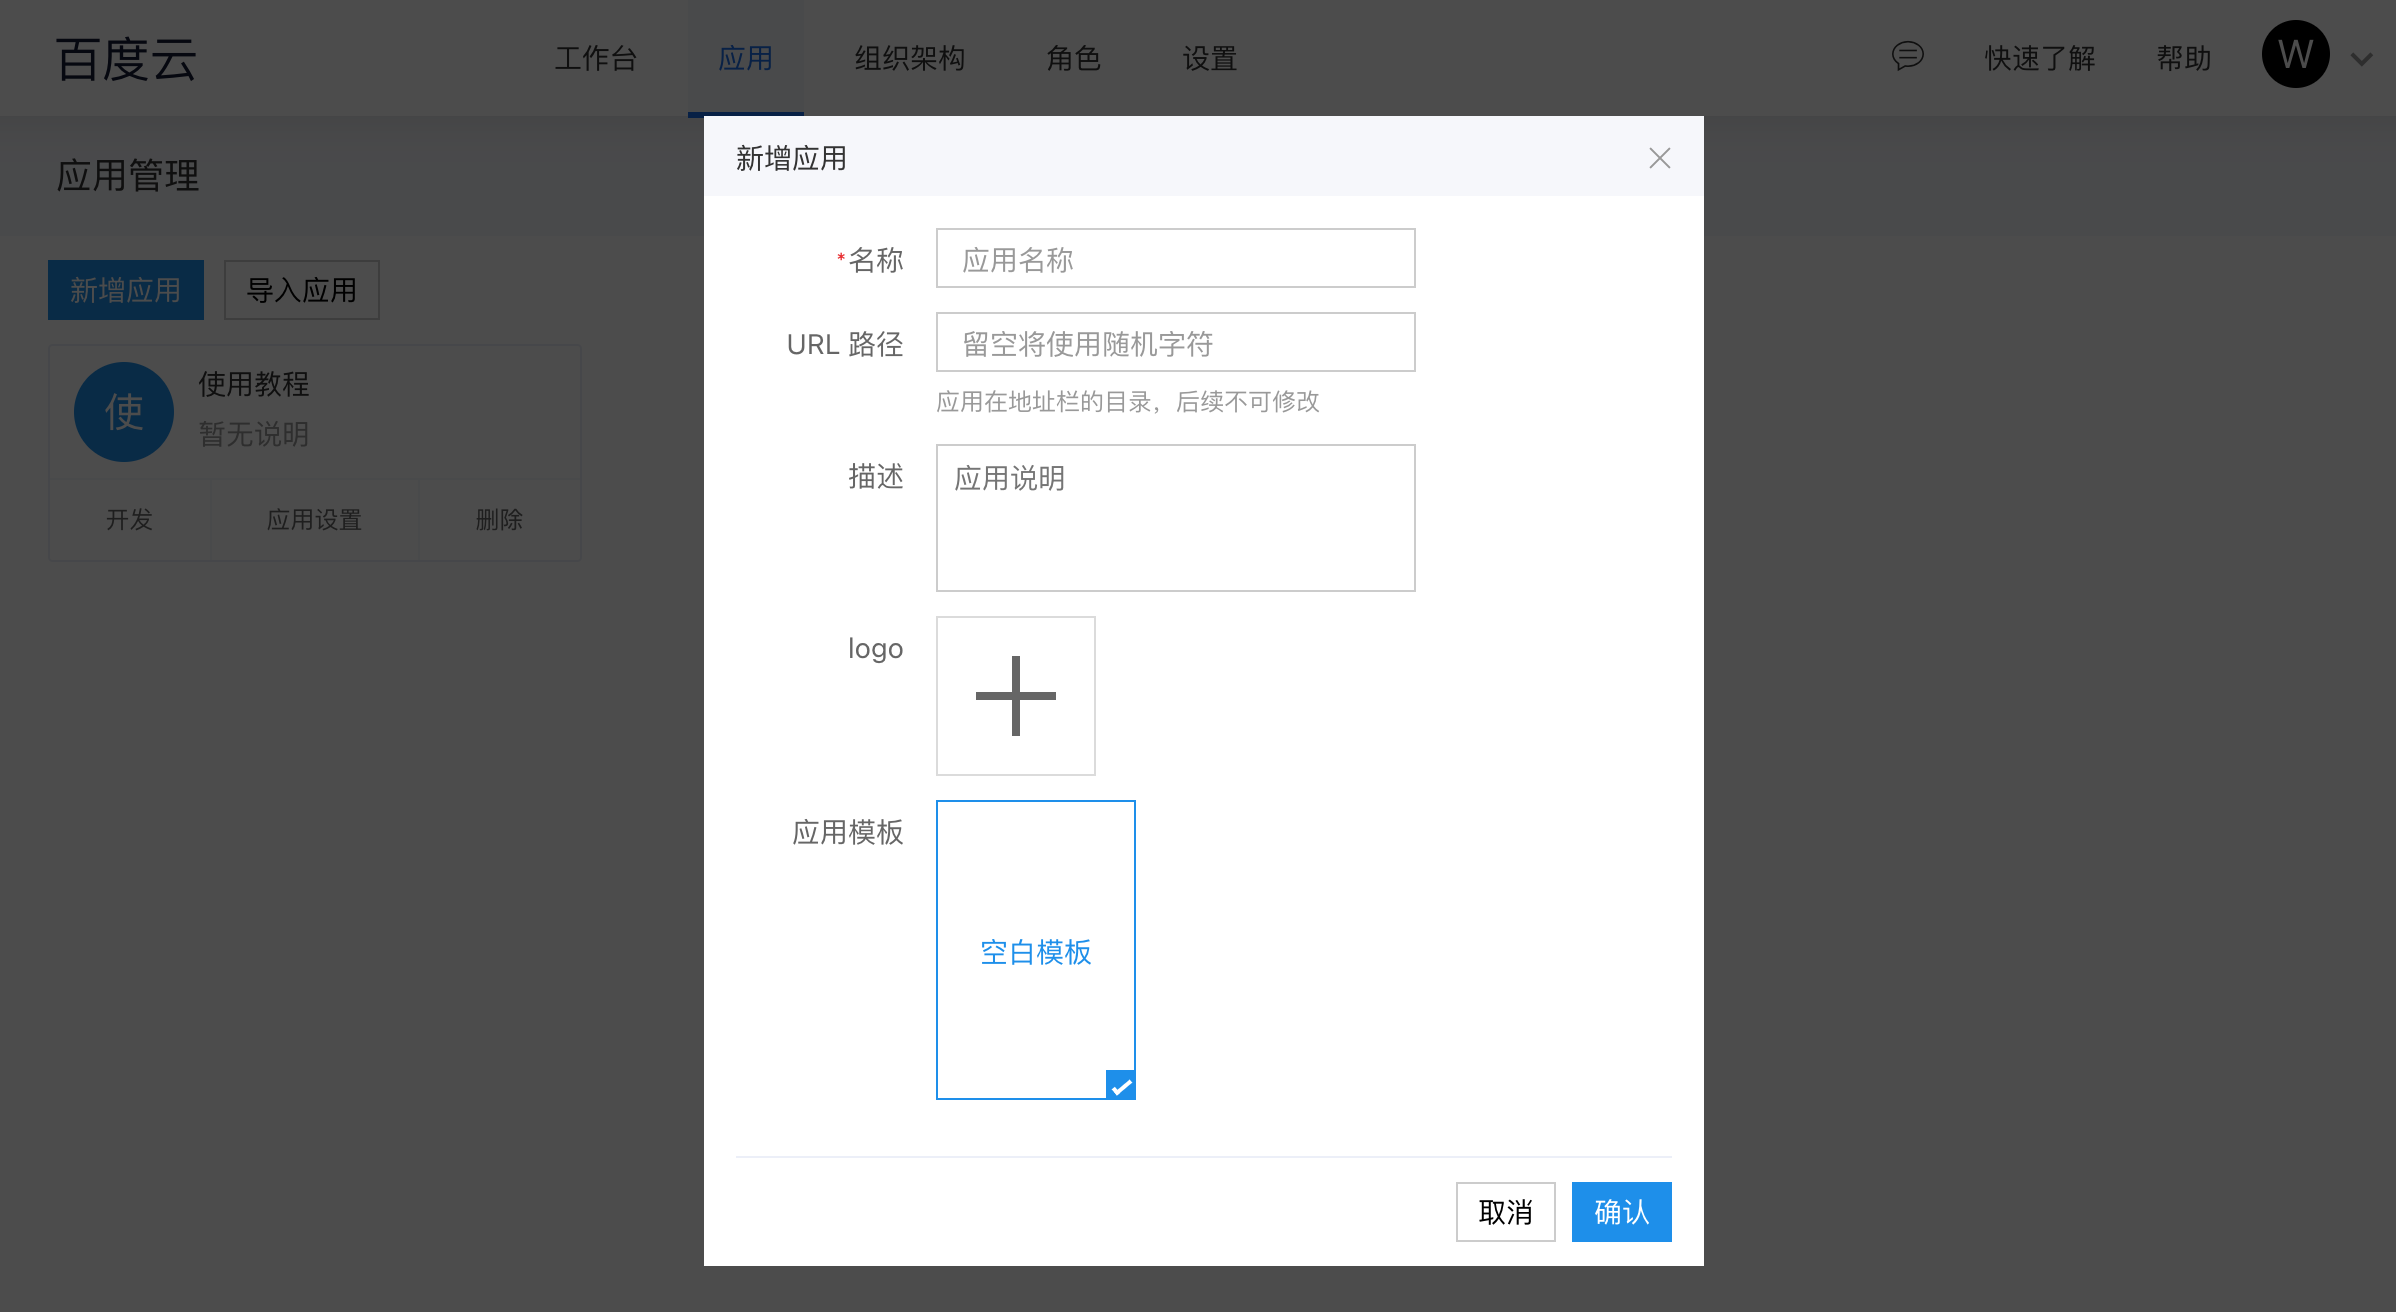 百度云 工作台 应用 组织架构 角色 设置 快速了解 帮助 W
应用管理
新增应用 导入应用
使 使用教程
暂无说明
开发 应用设置 删除
新增应用
*名称 应用名称
URL 路径 留空将使用随机字符
应用在地址栏的目录，后续不可修改
描述 应用说明
logo
应用模板
空白模板
取消 确认